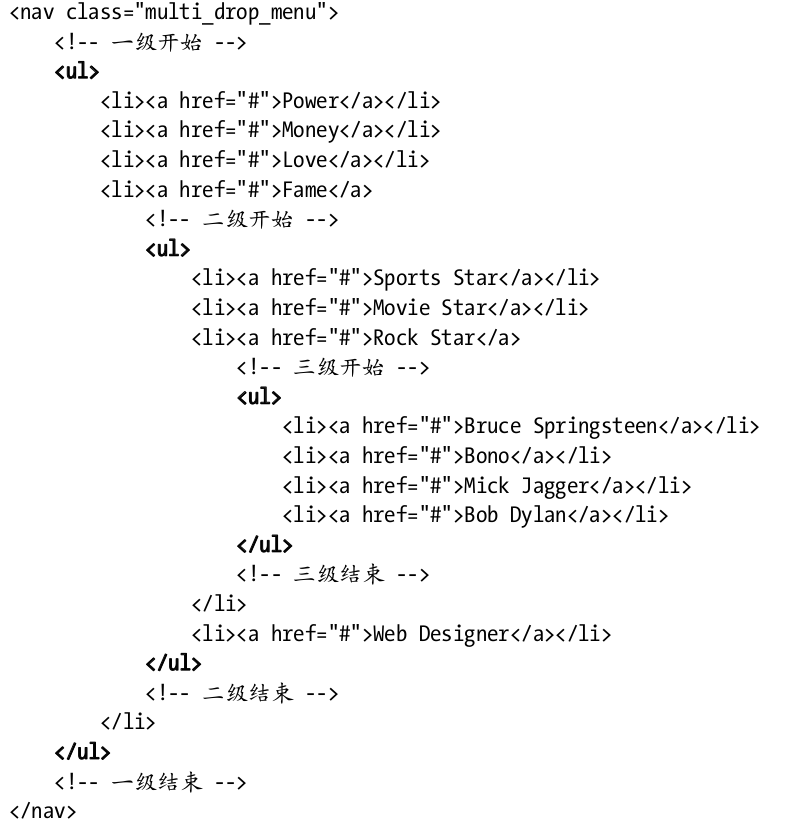 <nav class="multi_drop_menu">
    <!-- 一级开始 -->
    <ul>
        <li><a href="#">Power</a></li>
        <li><a href="#">Money</a></li>
        <li><a href="#">Love</a></li>
        <li><a href="#">Fame</a>
            <!-- 二级开始 -->
            <ul>
                <li><a href="#">Sports Star</a></li>
                <li><a href="#">Movie Star</a></li>
                <li><a href="#">Rock Star</a>
                    <!-- 三级开始 -->
                    <ul>
                        <li><a href="#">Bruce Springsteen</a></li>
                        <li><a href="#">Bono</a></li>
                        <li><a href="#">Mick Jagger</a></li>
                        <li><a href="#">Bob Dylan</a></li>
                    </ul>
                    <!-- 三级结束 -->
                </li>
                <li><a href="#">Web Designer</a></li>
            </ul>
            <!-- 二级结束 -->
        </li>
    </ul>
    <!-- 一级结束 -->
</nav>